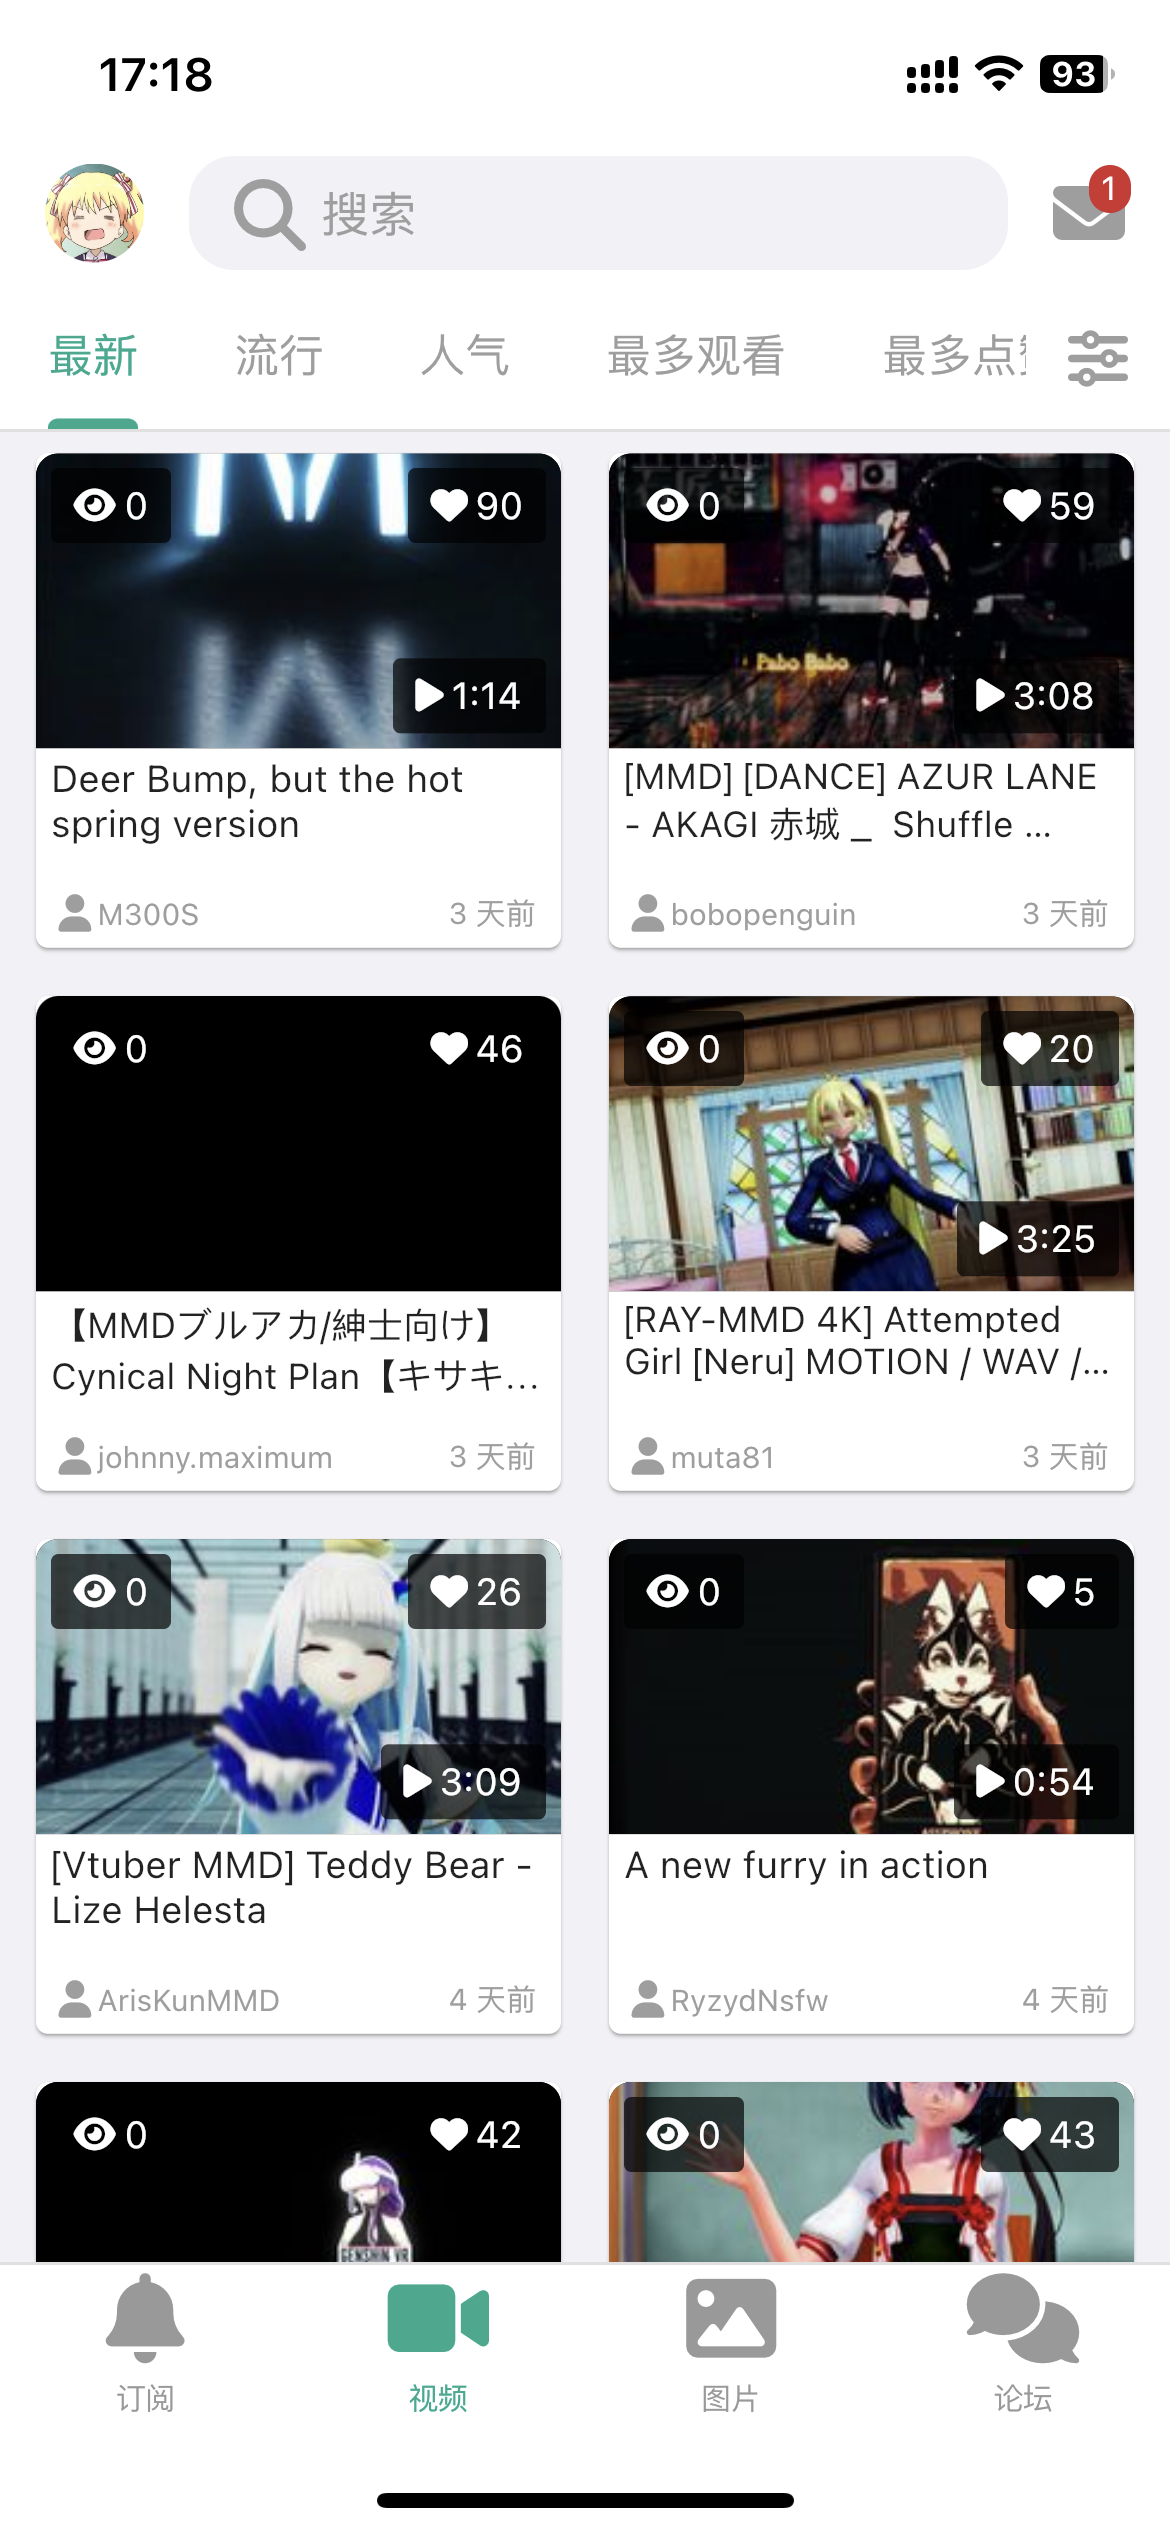 17:18
93
搜索
1
最新 流行 人气 最多观看 最多点
0 90
1:14
Deer Bump, but the hot
spring version
M300S 3 天前
0 59
Pabo Babo
3:08
[MMD] [DANCE] AZUR LANE
- AKAGI 赤城 _ Shuffle ...
bobopenguin 3 天前
0 46
【MMDブルアカ/紳士向け】
Cynical Night Plan【キサキ...
johnny.maximum 3 天前
0 20
3:25
[RAY-MMD 4K] Attempted
Girl [Neru] MOTION / WAV /...
muta81 3 天前
0 26
3:09
[Vtuber MMD] Teddy Bear -
Lize Helesta
ArisKunMMD 4 天前
0 5
0:54
A new furry in action
RyzydNsfw 4 天前
0 42
GENSHIN VR
0 43
订阅 视频 图片 论坛